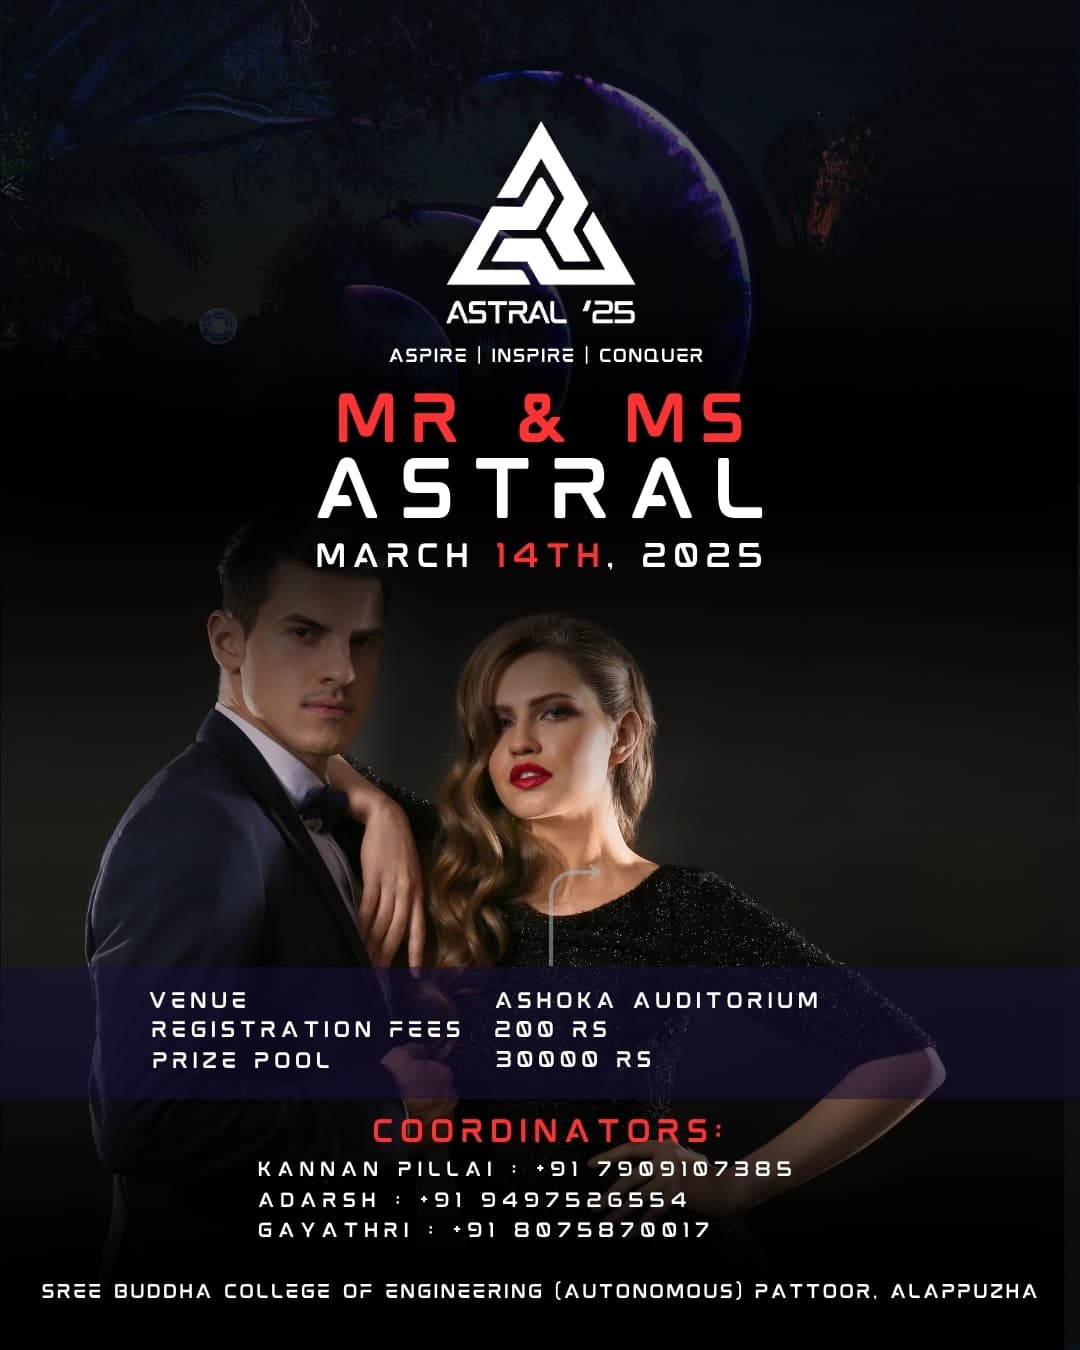 ASTRAL '25
ASPIRE | INSPIRE | CONQUER
MR & MS
ASTRAL
MARCH 14TH, 2025
VENUE ASHOKA AUDITORIUM
REGISTRATION FEES 200 RS
PRIZE POOL 30000 RS
COORDINATORS:
KANNAN PILLAI : +91 7909107385
ADARSH : +91 9497526554
GAYATHRI : +91 8075870017
SREE BUDDHA COLLEGE OF ENGINEERING (AUTONOMOUS) PATTOOR, ALAPPUZHA